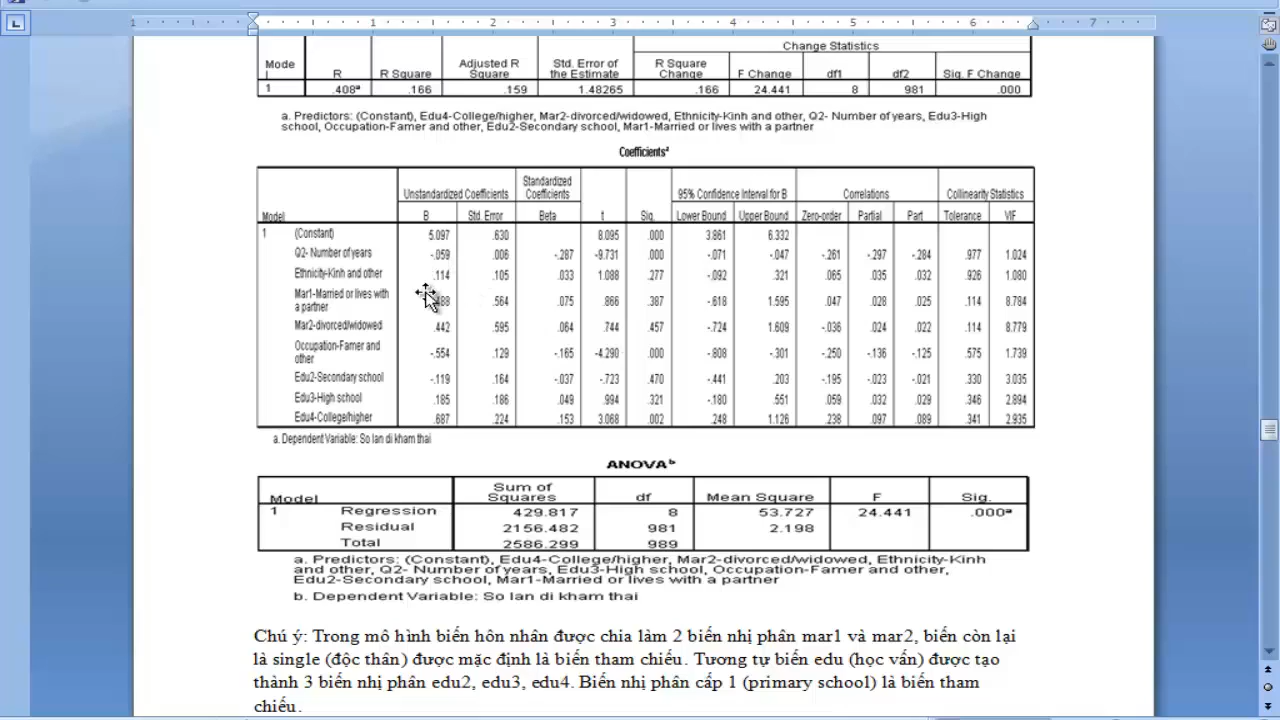 1 1 2 3 4 5 6 7
Change Statistics
Mode l R R Square Adjusted R Square Std. Error of the Estimate R Square Change F Change df1 df2 Sig. F Change
1 .408a .166 .159 1.48265 .166 24.441 8 981 .000
a. Predictors: (Constant), Edu4-College/higher, Mar2-divorced/widowed, Ethnicity-Kinh and other, Q2- Number of years, Edu3-High
school, Occupation-Famer and other, Edu2-Secondary school, Mar1-Married or lives with a partner
Coefficientsa
Unstandardized Coefficients Standardized Coefficients 95% Confidence Interval for B Correlations Collinearity Statistics
Model B Std. Error Beta t Sig. Lower Bound Upper Bound Zero-order Partial Part Tolerance VIF
1 (Constant) 5.097 .630 8.095 .000 3.861 6.332
Q2- Number of years -.059 .006 -.287 -9.731 .000 -.071 -.047 -.261 -.297 -.284 .977 1.024
Ethnicity-Kinh and other .114 .105 .033 1.088 .277 -.092 .321 .065 .035 .032 .926 1.080
Mar1-Married or lives with
a partner .564 .075 .866 .387 -.618 1.595 .047 .028 .025 .114 8.784
Mar2-divorced/widowed .442 .595 .064 .744 .457 -.724 1.609 -.036 .024 .022 .114 8.779
Occupation-Famer and
other -.554 .129 -.165 -4.290 .000 -.808 -.301 -.250 -.136 -.125 .575 1.739
Edu2-Secondary school -.119 .164 -.037 -.723 .470 -.441 .203 -.195 -.023 -.021 .330 3.035
Edu3-High school .185 .186 .049 .994 .321 -.180 .551 .059 .032 .029 .346 2.894
Edu4-College/higher .687 .224 .153 3.068 .002 .248 1.126 .238 .097 .089 .341 2.935
a. Dependent Variable: So lan di kham thai
ANOVAb
Model Sum of Squares df Mean Square F Sig.
1 Regression 429.817 8 53.727 24.441 .000a
Residual 2156.482 981 2.198
Total 2586.299 989
a. Predictors: (Constant), Edu4-College/higher, Mar2-divorced/widowed, Ethnicity-Kinh
and other, Q2- Number of years, Edu3-High school, Occupation-Famer and other,
Edu2-Secondary school, Mar1-Married or lives with a partner
b. Dependent Variable: So lan di kham thai
Chú ý: Trong mô hình biến hôn nhân được chia làm 2 biến nhị phân mar1 và mar2, biến còn lại
là single (độc thân) được mặc định là biến tham chiếu. Tương tự biến edu (học vấn) được tạo
thành 3 biến nhị phân edu2, edu3, edu4. Biến nhị phân cấp 1 (primary school) là biến tham
chiếu.